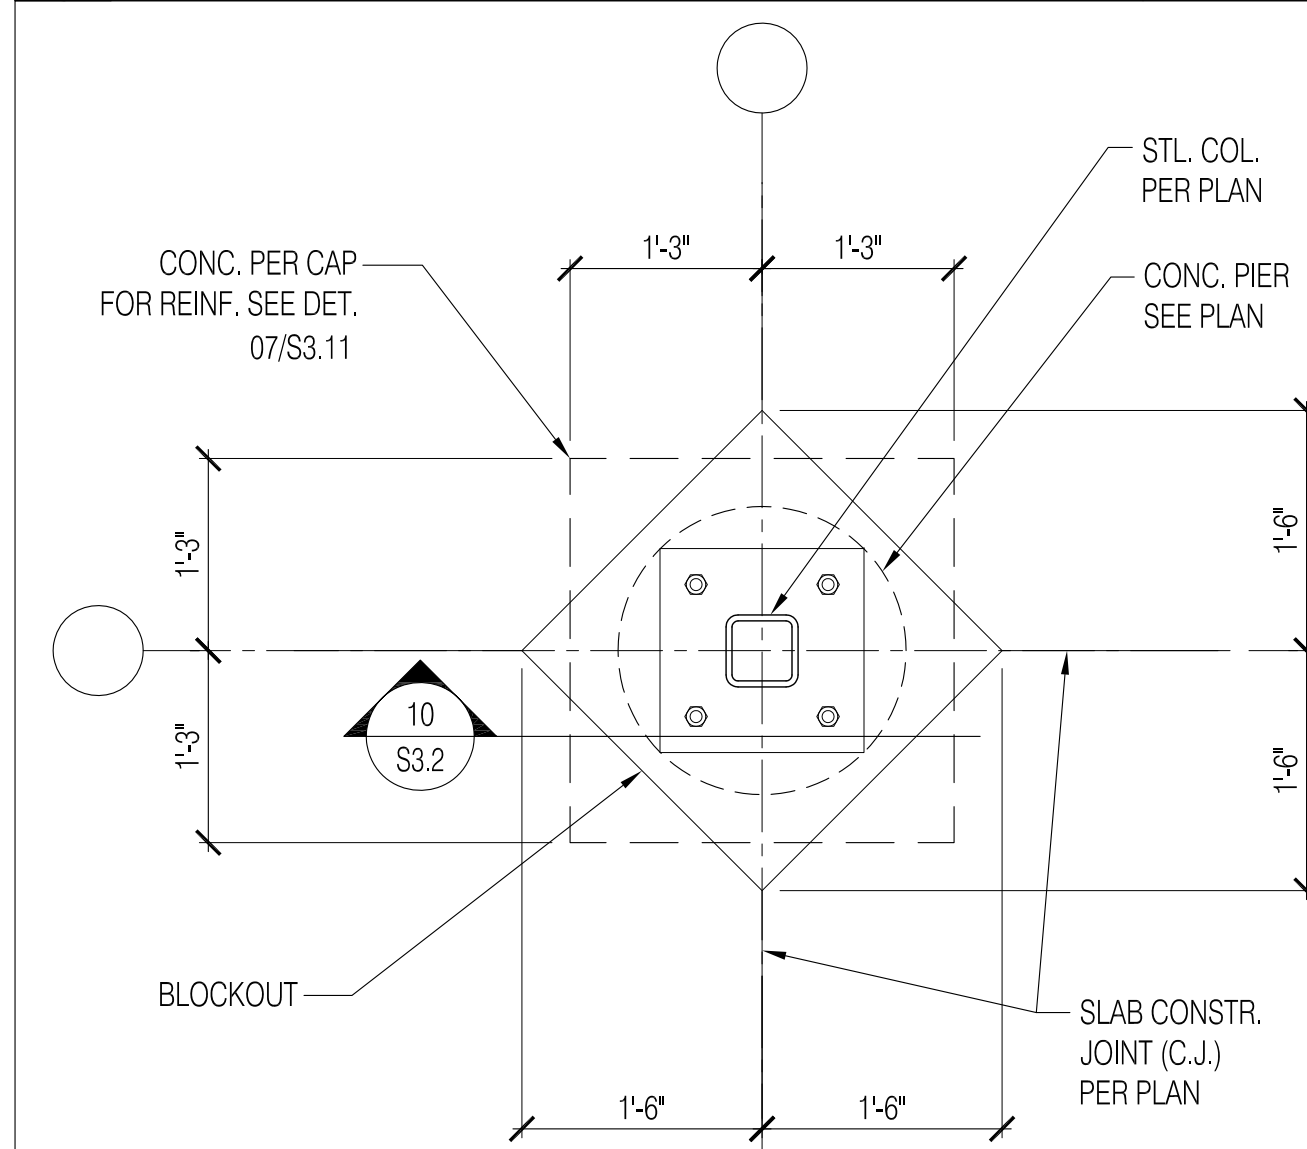 STL. COL.
PER PLAN
1'-3"
1'-3"
CONC. PER CAP
FOR REINF. SEE DET.
07/S3.11
CONC. PIER
SEE PLAN
1'-3"
1'-3"
1'-6"
1'-6"
10
S3.2
BLOCKOUT
SLAB CONSTR.
JOINT (C.J.)
PER PLAN
1'-6"
1'-6"